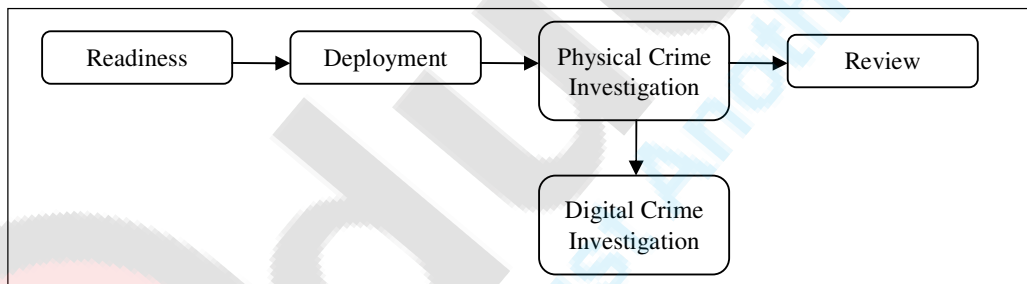 Readiness
Deployment
Physical Crime
Investigation
Review
Digital Crime
Investigation